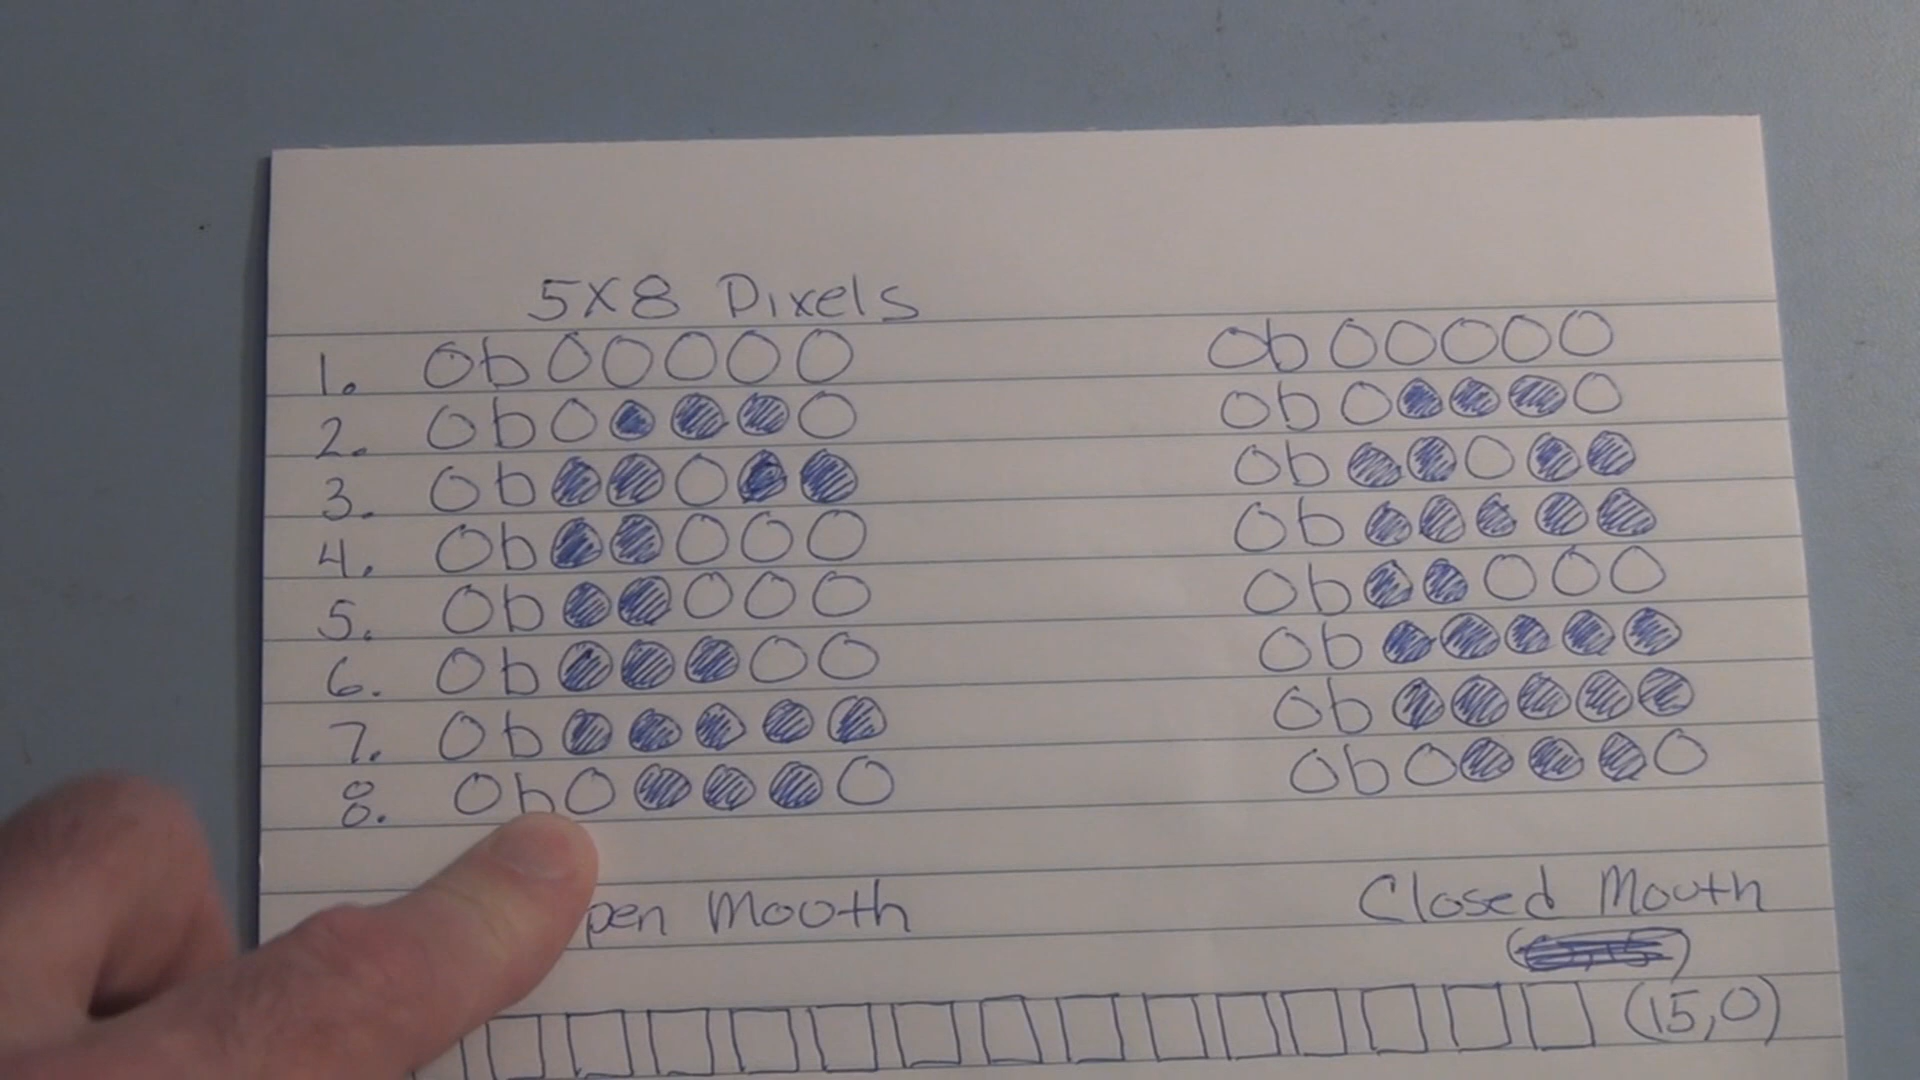 5X8 Pixels
1. 0b00000
2. 0b0●●●0
3. 0b●●0●●
4. 0b●●000
5. 0b●●000
6. 0b●●●00
7. 0b●●●●●
8. 0b0●●●0
pen Mouth
0b00000
0b0●●●0
0b●●0●●
0b●●●●●
0b●●000
0b●●●●●
0b●●●●●
0b0●●●0
Closed Mouth
(15,0)